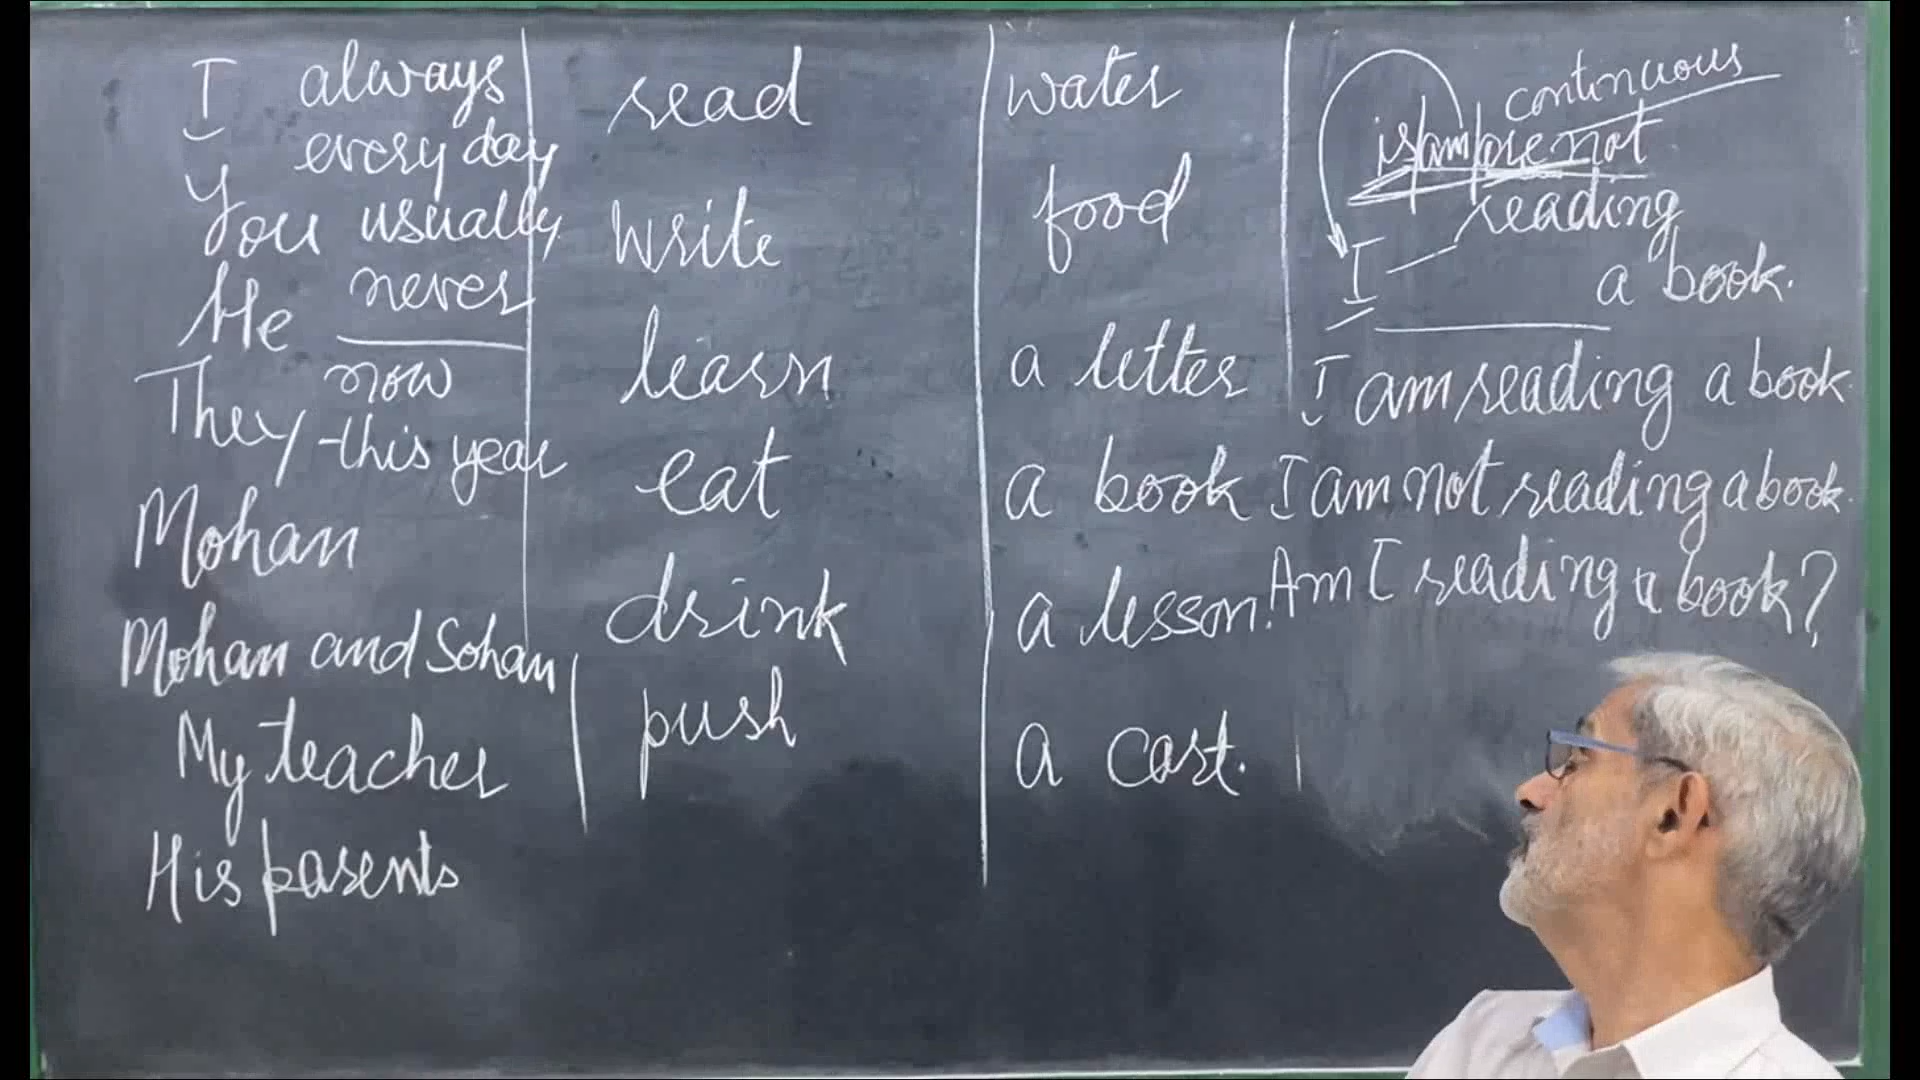 I always
every day
You usually
He never
now
They this year
Mohan
Mohan and Sohan
My teacher
His parents
read
write
learn
eat
drink
push
water
food
a letter
a book
a lesson.
a cart.
continuous
is/am/are not
reading
I
a book.
I am reading a book.
I am not reading a book.
Am I reading a book?